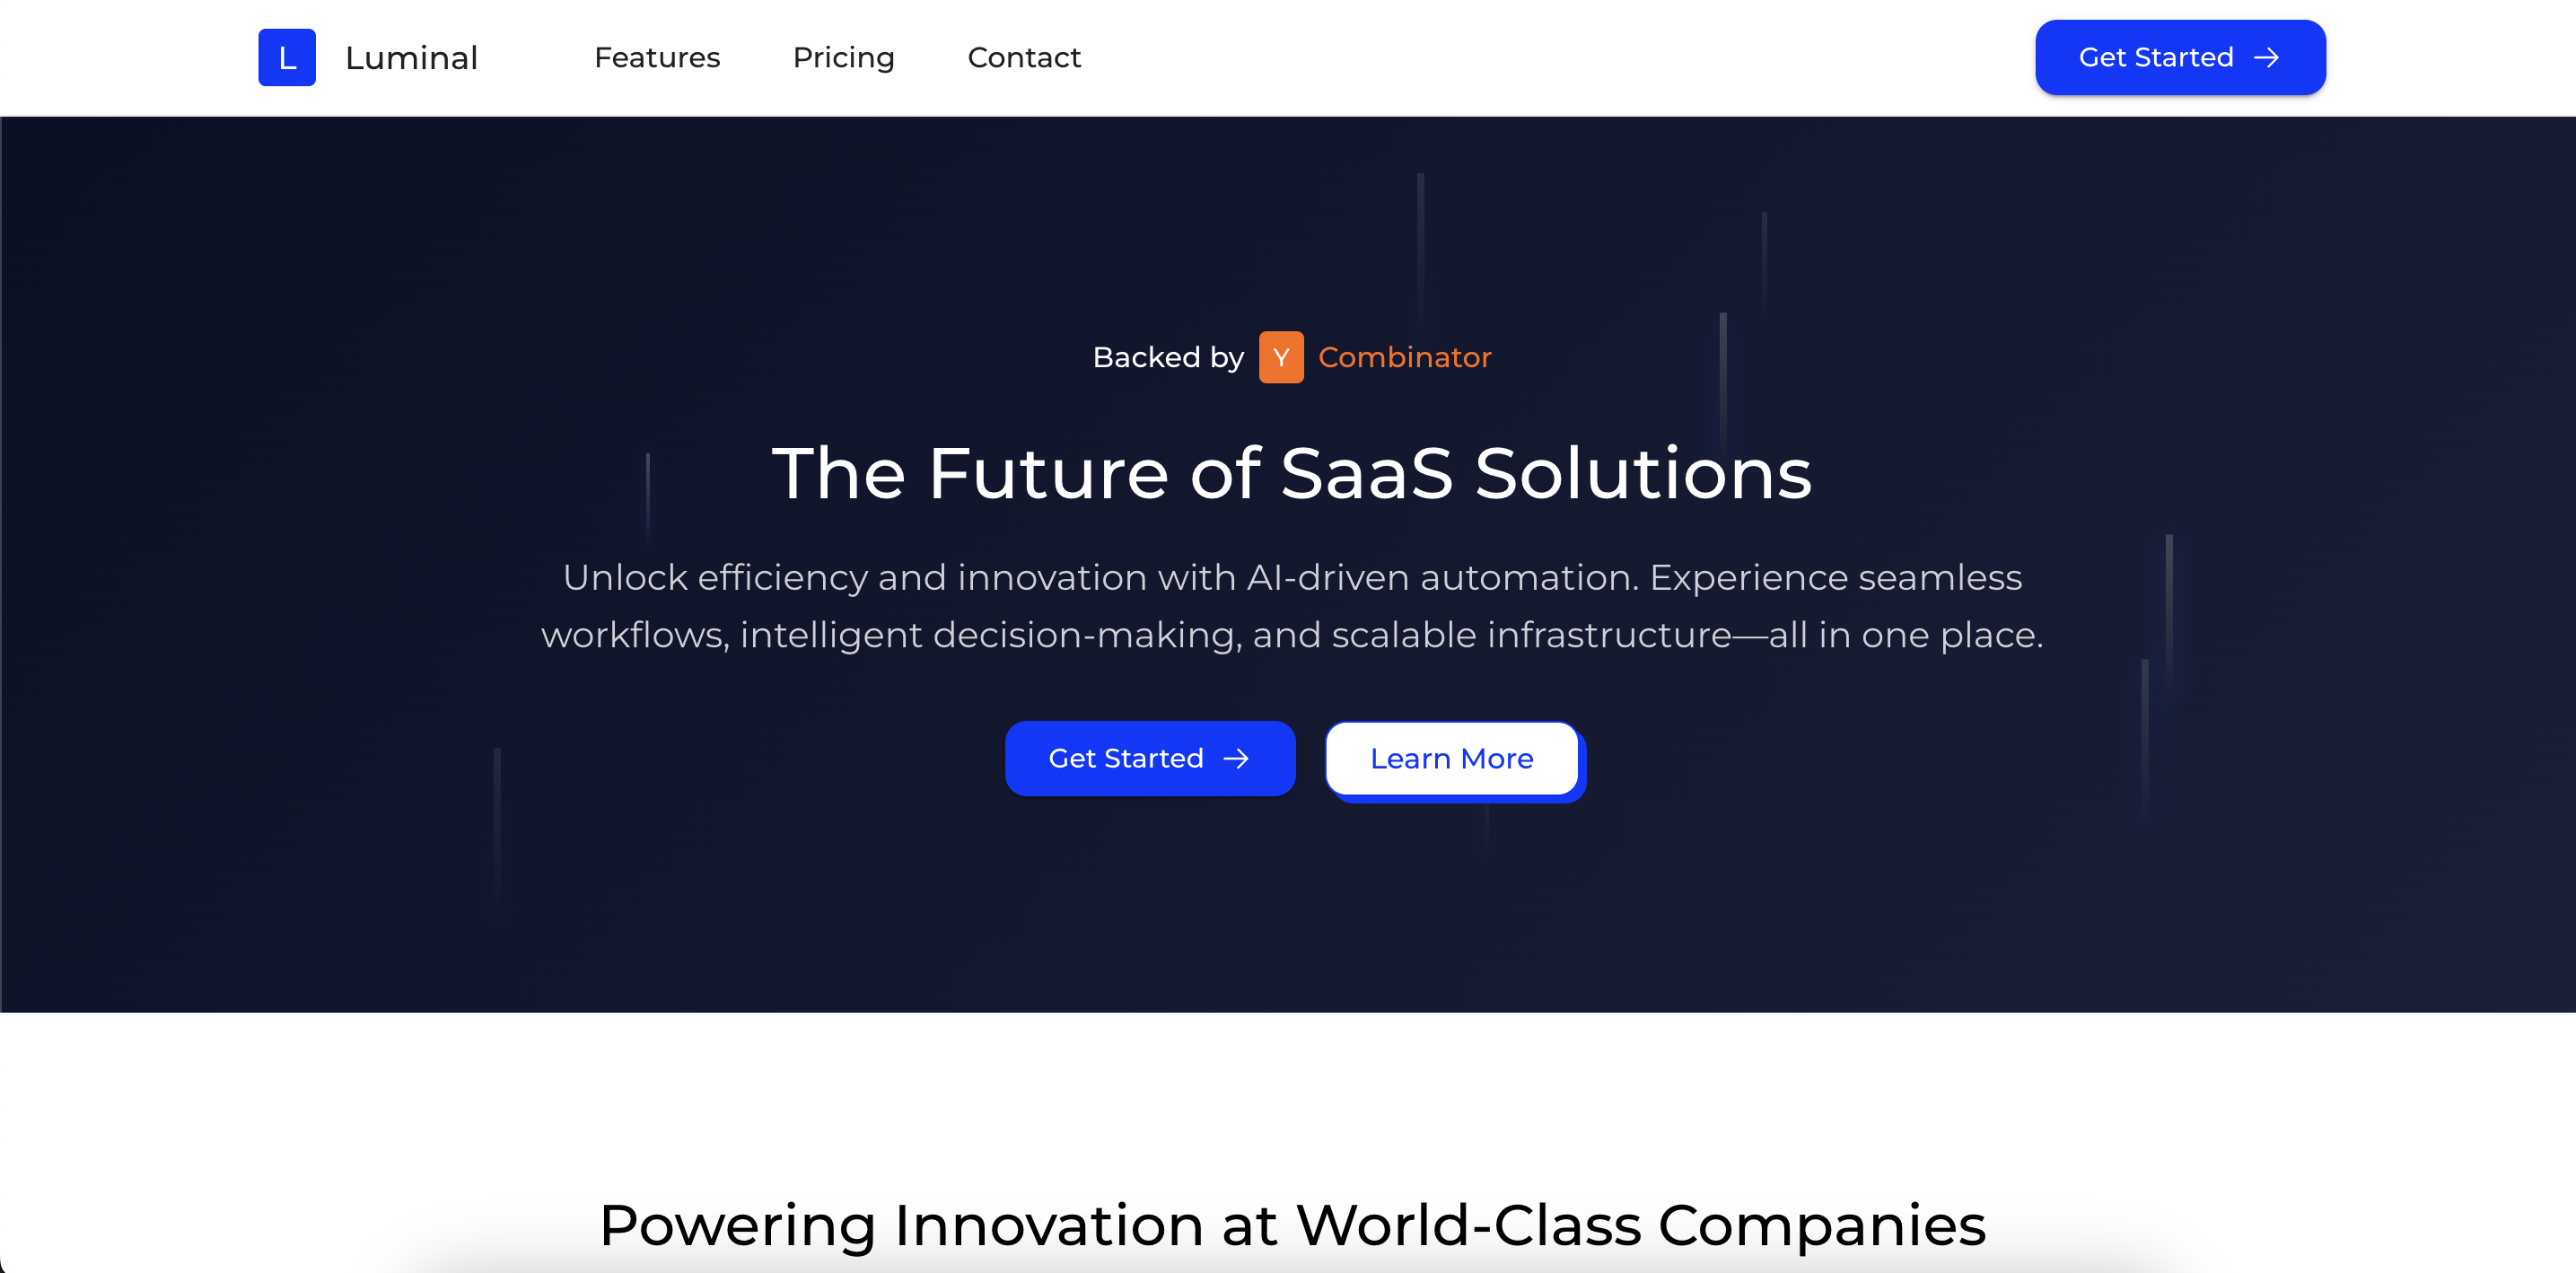 L Luminal Features Pricing Contact Get Started →
Backed by Y Combinator
The Future of SaaS Solutions
Unlock efficiency and innovation with AI-driven automation. Experience seamless
workflows, intelligent decision-making, and scalable infrastructure—all in one place.
Get Started → Learn More
Powering Innovation at World-Class Companies